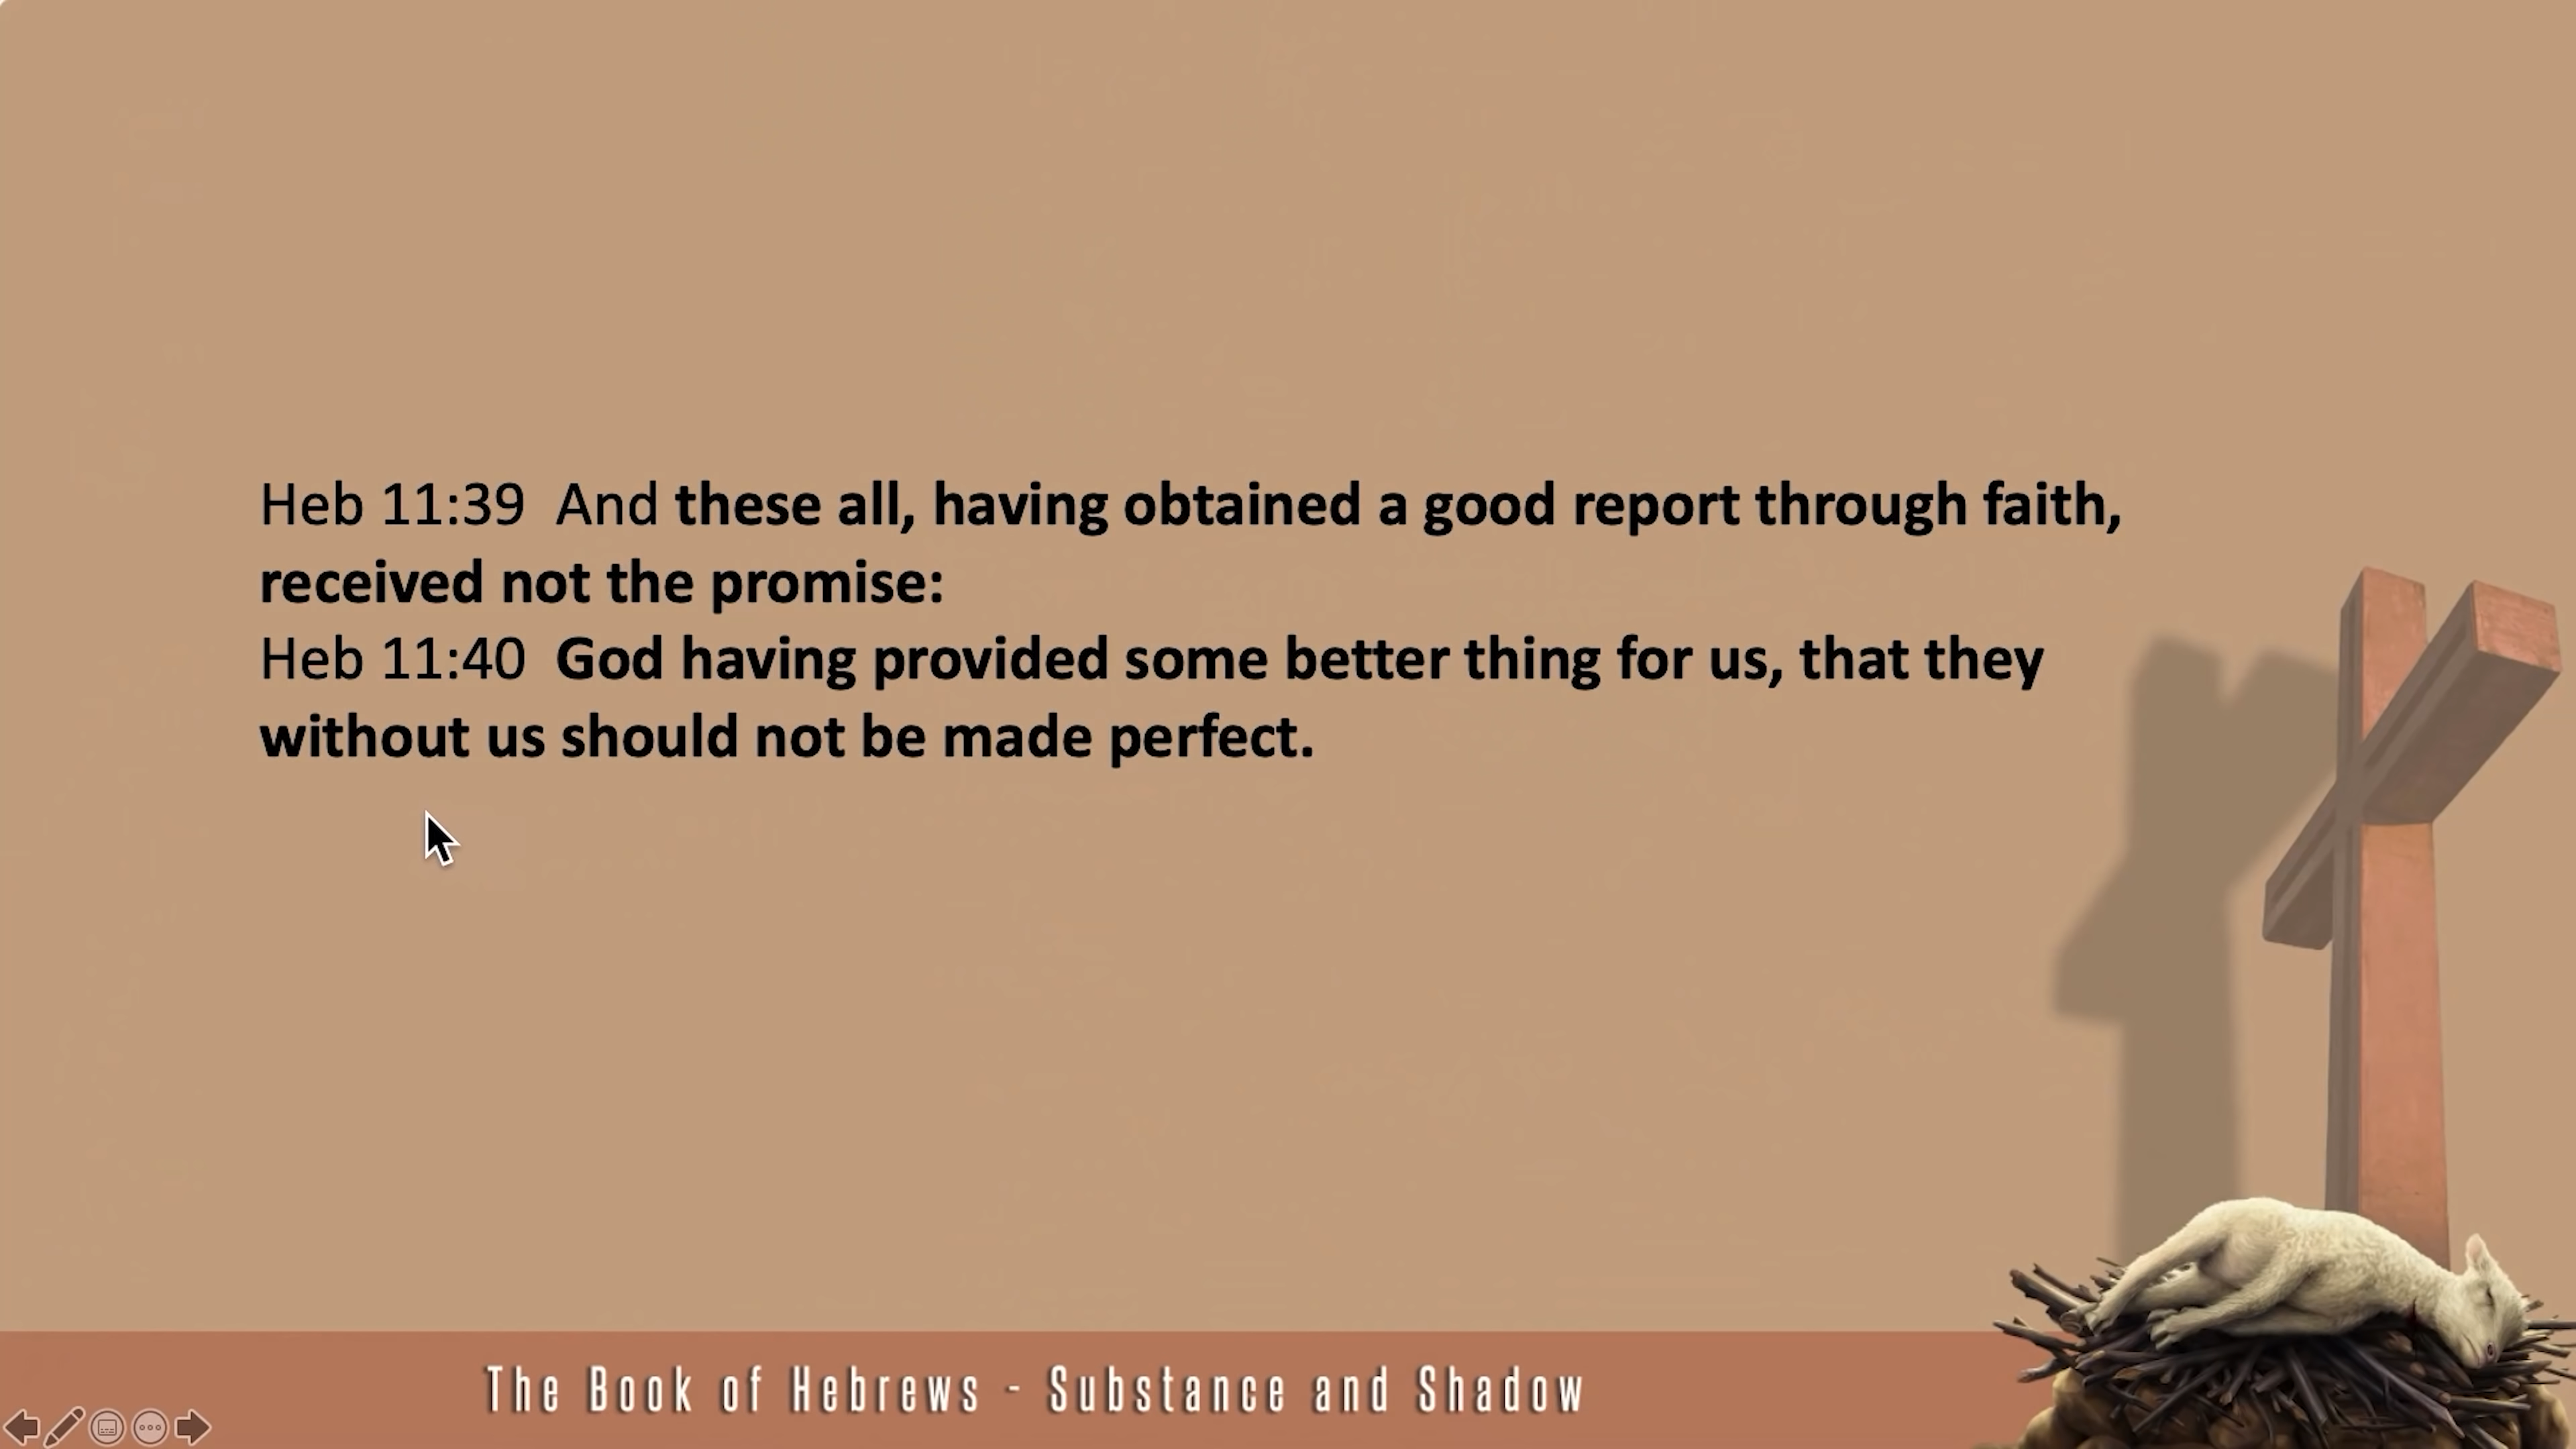 Heb 11:39  And these all, having obtained a good report through faith,
received not the promise:
Heb 11:40  God having provided some better thing for us, that they
without us should not be made perfect.
The Book of Hebrews - Substance and Shadow